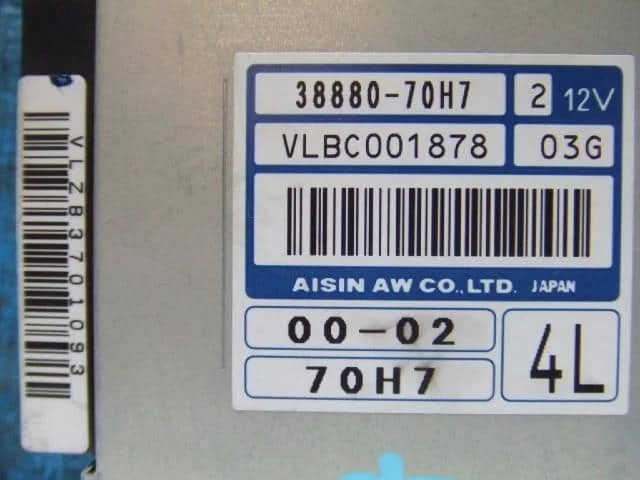 38880-70H7 2 12V
VLBC001878 03G
AISIN AW CO.,LTD. JAPAN
00-02
70H7
4L
VLZB3701093